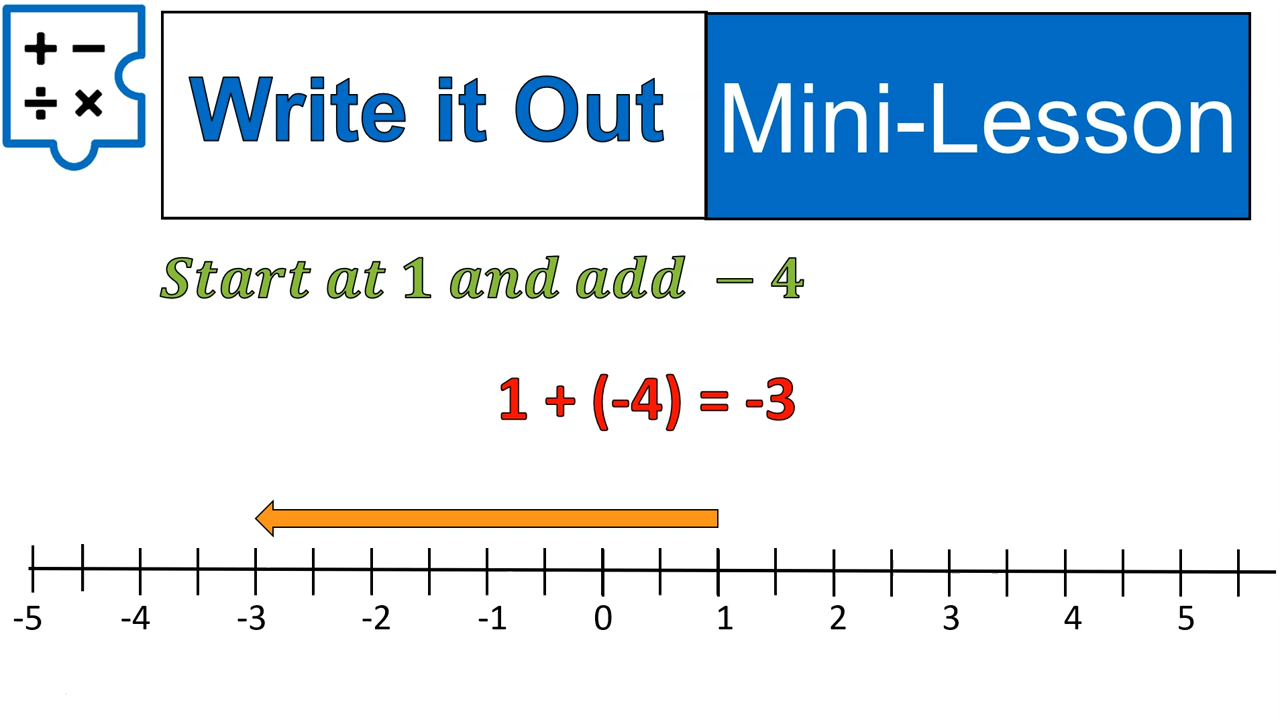 + −
÷ ×
Write it Out Mini-Lesson
Start at 1 and add − 4
1 + (-4) = -3
-5 -4 -3 -2 -1 0 1 2 3 4 5